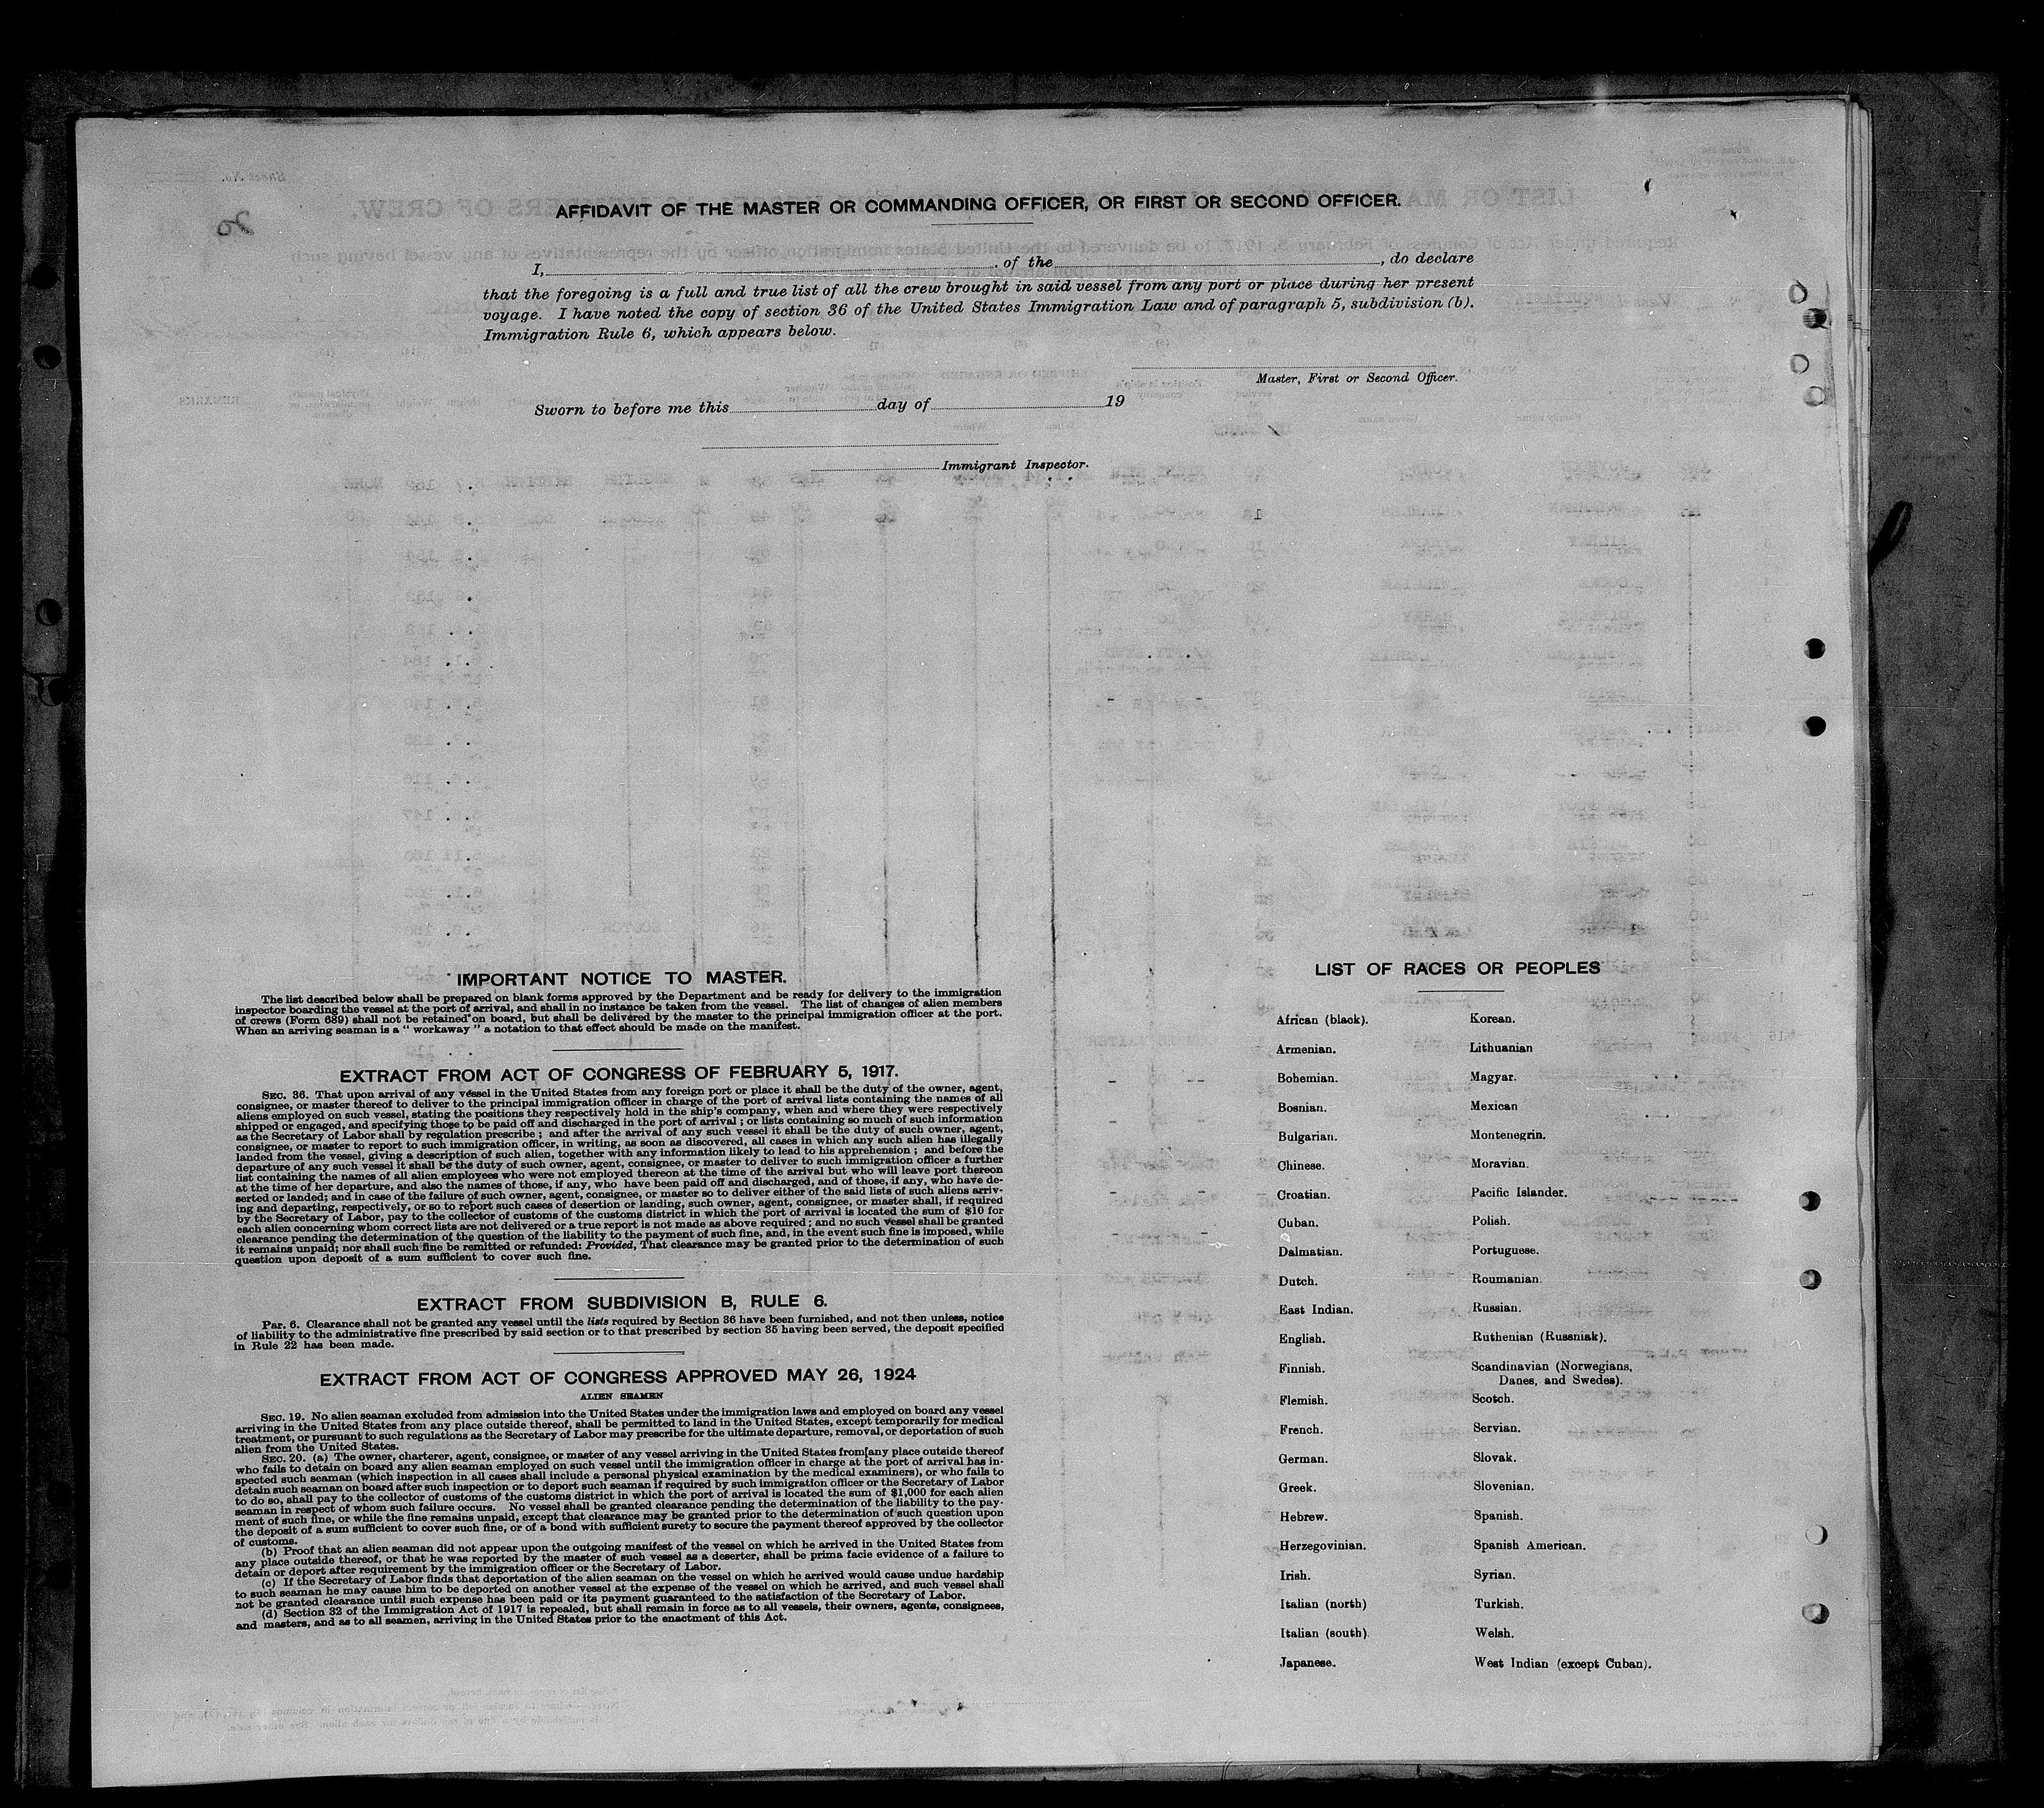 AFFIDAVIT OF THE MASTER OR COMMANDING OFFICER, OR FIRST OR SECOND OFFICER.
I, of the , do declare
that the foregoing is a full and true list of all the crew brought in said vessel from any port or place during her present
voyage. I have noted the copy of section 36 of the United States Immigration Law and of paragraph 5, subdivision (b).
Immigration Rule 6, which appears below.
Master, First or Second Officer.
Sworn to before me this day of 19
Immigrant Inspector.
IMPORTANT NOTICE TO MASTER.
The list described below shall be prepared on blank forms approved by the Department and be ready for delivery to the immigration
inspector boarding the vessel at the port of arrival, and shall in no instance be taken from the vessel. The list of changes of alien members
of crews (Form 689) shall not be retained on board, but shall be delivered by the master to the principal immigration officer at the port.
When an arriving seaman is a " workaway " a notation to that effect should be made on the manifest.
EXTRACT FROM ACT OF CONGRESS OF FEBRUARY 5, 1917.
SEC. 36. That upon arrival of any vessel in the United States from any foreign port or place it shall be the duty of the owner, agent,
consignee, or master thereof to deliver to the principal immigration officer in charge of the port of arrival lists containing the names of all
aliens employed on such vessel, stating the positions they respectively hold in the ship's company, when and where they were respectively
shipped or engaged, and specifying those to be paid off and discharged in the port of arrival ; or lists containing so much of such information
as the Secretary of Labor shall by regulation prescribe ; and after the arrival of any such vessel it shall be the duty of such owner, agent,
consignee, or master to report to such immigration officer, in writing, as soon as discovered, all cases in which any such alien has illegally
landed from the vessel, giving a description of such alien, together with any information likely to lead to his apprehension ; and before the
departure of any such vessel it shall be the duty of such owner, agent, consignee, or master to deliver to such immigration officer a further
list containing the names of all alien employees who were not employed thereon at the time of the arrival but who will leave port thereon
at the time of her departure, and also the names of those, if any, who have been paid off and discharged, and of those, if any, who have de-
serted or landed; and in case of the failure of such owner, agent, consignee, or master so to deliver either of the said lists of such aliens arriv-
ing and departing, respectively, or so to report such cases of desertion or landing, such owner, agent, consignee, or master shall, if required
by the Secretary of Labor, pay to the collector of customs of the customs district in which the port of arrival is located the sum of $10 for
each alien concerning whom correct lists are not delivered or a true report is not made as above required ; and no such vessel shall be granted
clearance pending the determination of the question of the liability to the payment of such fine, and, in the event such fine is imposed, while
it remains unpaid; nor shall such fine be remitted or refunded: Provided, That clearance may be granted prior to the determination of such
question upon deposit of a sum sufficient to cover such fine.
EXTRACT FROM SUBDIVISION B, RULE 6.
Par. 6. Clearance shall not be granted any vessel until the lists required by Section 36 have been furnished, and not then unless, notice
of liability to the administrative fine prescribed by said section or to that prescribed by section 35 having been served, the deposit specified
in Rule 22 has been made.
EXTRACT FROM ACT OF CONGRESS APPROVED MAY 26, 1924
ALIEN SEAMEN
SEC. 19. No alien seaman excluded from admission into the United States under the immigration laws and employed on board any vessel
arriving in the United States from any place outside thereof, shall be permitted to land in the United States, except temporarily for medical
treatment, or pursuant to such regulations as the Secretary of Labor may prescribe for the ultimate departure, removal, or deportation of such
alien from the United States.
SEC. 20. (a) The owner, charterer, agent, consignee, or master of any vessel arriving in the United States from any place outside thereof
who fails to detain on board any alien seaman employed on such vessel until the immigration officer in charge at the port of arrival has in-
spected such seaman (which inspection in all cases shall include a personal physical examination by the medical examiners), or who fails to
detain such seaman on board after such inspection or to deport such seaman if required by such immigration officer or the Secretary of Labor
to do so, shall pay to the collector of customs of the customs district in which the port of arrival is located the sum of $1,000 for each alien
seaman in respect of whom such failure occurs. No vessel shall be granted clearance pending the determination of the liability to the pay-
ment of such fine, or while the fine remains unpaid, except that clearance may be granted prior to the determination of such question upon
the deposit of a sum sufficient to cover such fine, or of a bond with sufficient surety to secure the payment thereof approved by the collector
of customs.
(b) Proof that an alien seaman did not appear upon the outgoing manifest of the vessel on which he arrived in the United States from
any place outside thereof, or that he was reported by the master of such vessel as a deserter, shall be prima facie evidence of a failure to
detain or deport after requirement by the immigration officer or the Secretary of Labor.
(c) If the Secretary of Labor finds that deportation of the alien seaman on the vessel on which he arrived would cause undue hardship
to such seaman he may cause him to be deported on another vessel at the expense of the vessel on which he arrived, and such vessel shall
not be granted clearance until such expense has been paid or its payment guaranteed to the satisfaction of the Secretary of Labor.
(d) Section 32 of the Immigration Act of 1917 is repealed, but shall remain in force as to all vessels, their owners, agents, consignees,
and masters, and as to all seamen, arriving in the United States prior to the enactment of this Act.
LIST OF RACES OR PEOPLES
African (black).
Armenian.
Bohemian.
Bosnian.
Bulgarian.
Chinese.
Croatian.
Cuban.
Dalmatian.
Dutch.
East Indian.
English.
Finnish.
Flemish.
French.
German.
Greek.
Hebrew.
Herzegovinian.
Irish.
Italian (north)
Italian (south).
Japanese.
Korean.
Lithuanian
Magyar.
Mexican
Montenegrin.
Moravian.
Pacific Islander.
Polish.
Portuguese.
Roumanian.
Russian.
Ruthenian (Russniak).
Scandinavian (Norwegians,
Danes, and Swedes).
Scotch.
Servian.
Slovak.
Slovenian.
Spanish.
Spanish American.
Syrian.
Turkish.
Welsh.
West Indian (except Cuban).